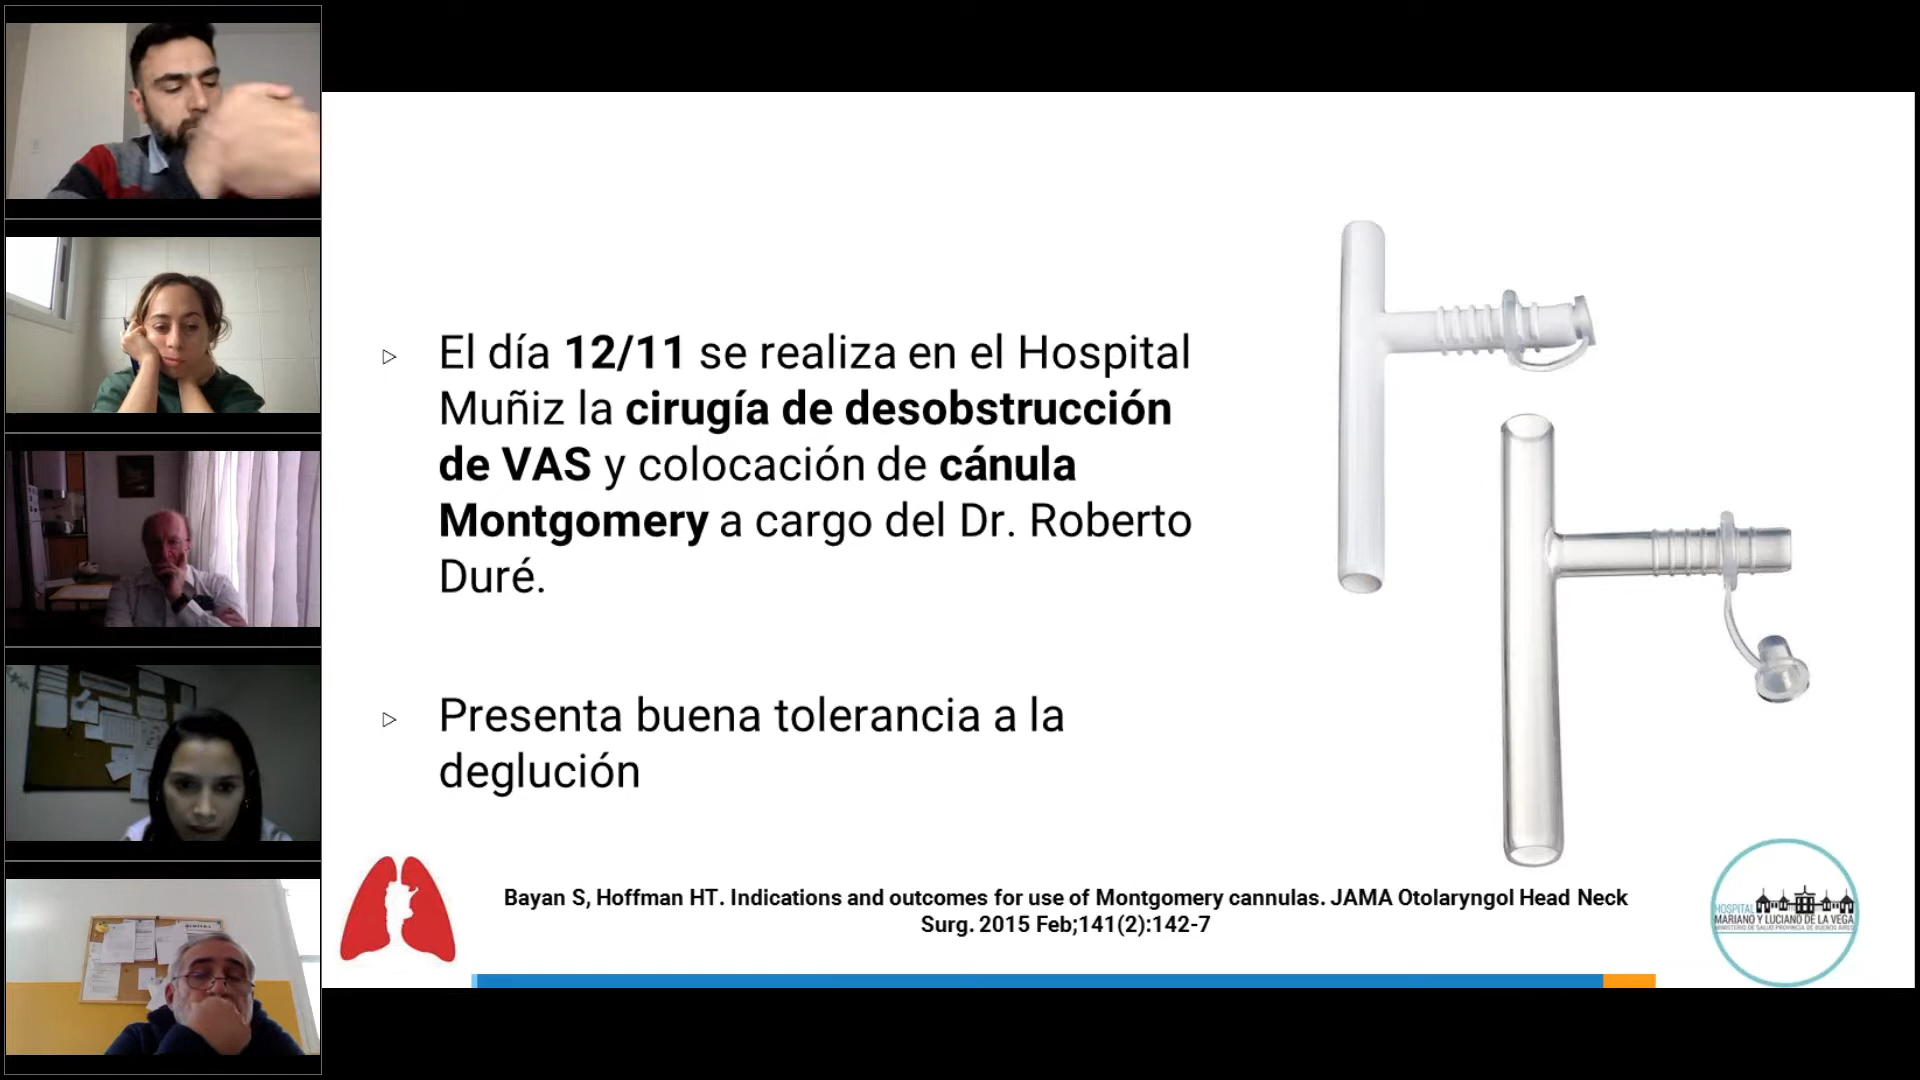 El día 12/11 se realiza en el Hospital
Muñiz la cirugía de desobstrucción
de VAS y colocación de cánula
Montgomery a cargo del Dr. Roberto
Duré.
Presenta buena tolerancia a la
deglución
Bayan S, Hoffman HT. Indications and outcomes for use of Montgomery cannulas. JAMA Otolaryngol Head Neck
Surg. 2015 Feb;141(2):142-7
HOSPITAL
MARIANO Y LUCIANO DE LA VEGA
MINISTERIO DE SALUD PROVINCIA DE BUENOS AIRES